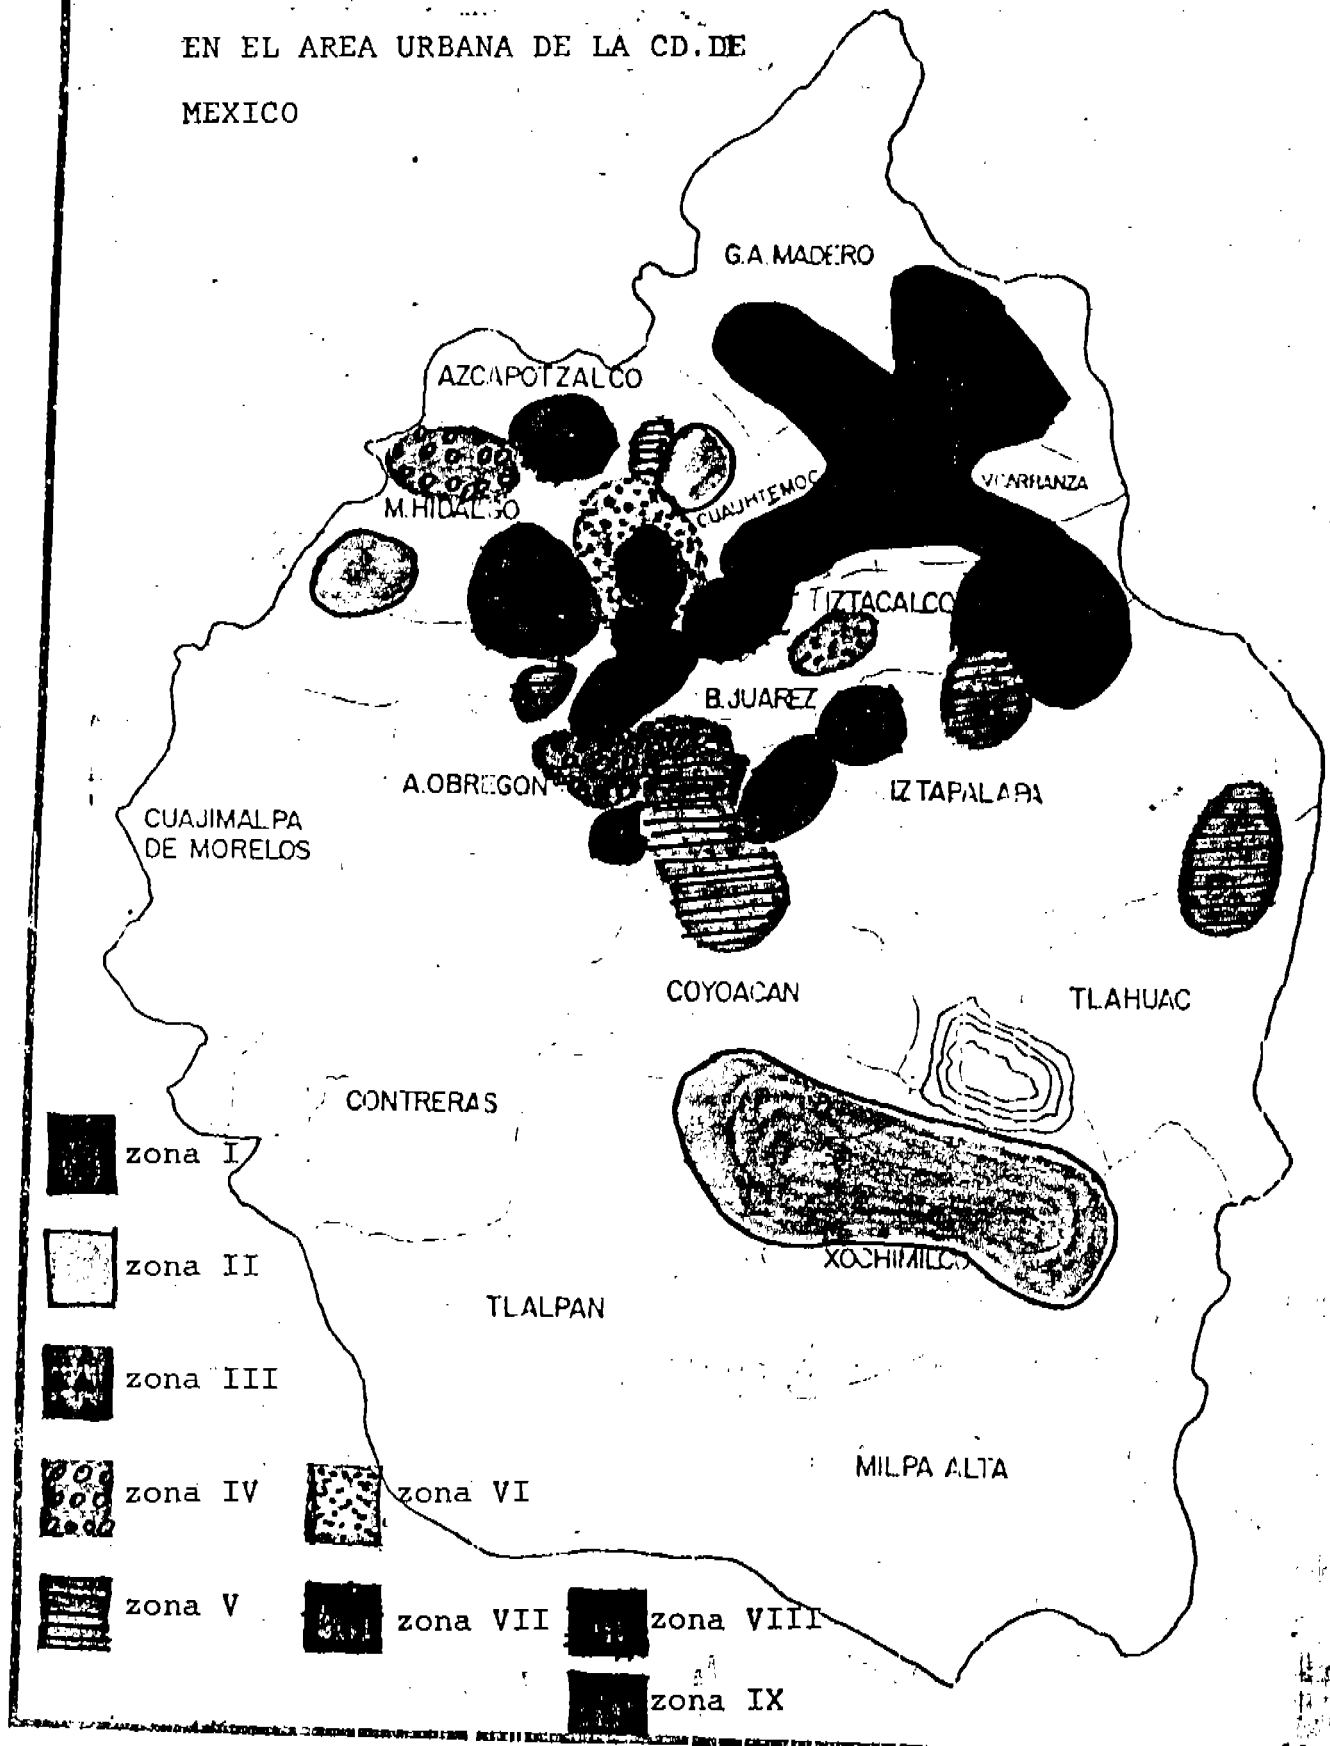 EN EL AREA URBANA DE LA CD. DE
MEXICO
G.A. MADERO
AZCAPOTZALCO
M. HIDALGO
CUAUHTEMOC
V. CARRANZA
IZTACALCO
B. JUAREZ
A. OBREGON
IZTAPALAPA
CUAJIMALPA
DE MORELOS
COYOACAN
TLAHUAC
CONTRERAS
XOCHIMILCO
TLALPAN
MILPA ALTA
zona I
zona II
zona III
zona IV
zona V
zona VI
zona VII
zona VIII
zona IX